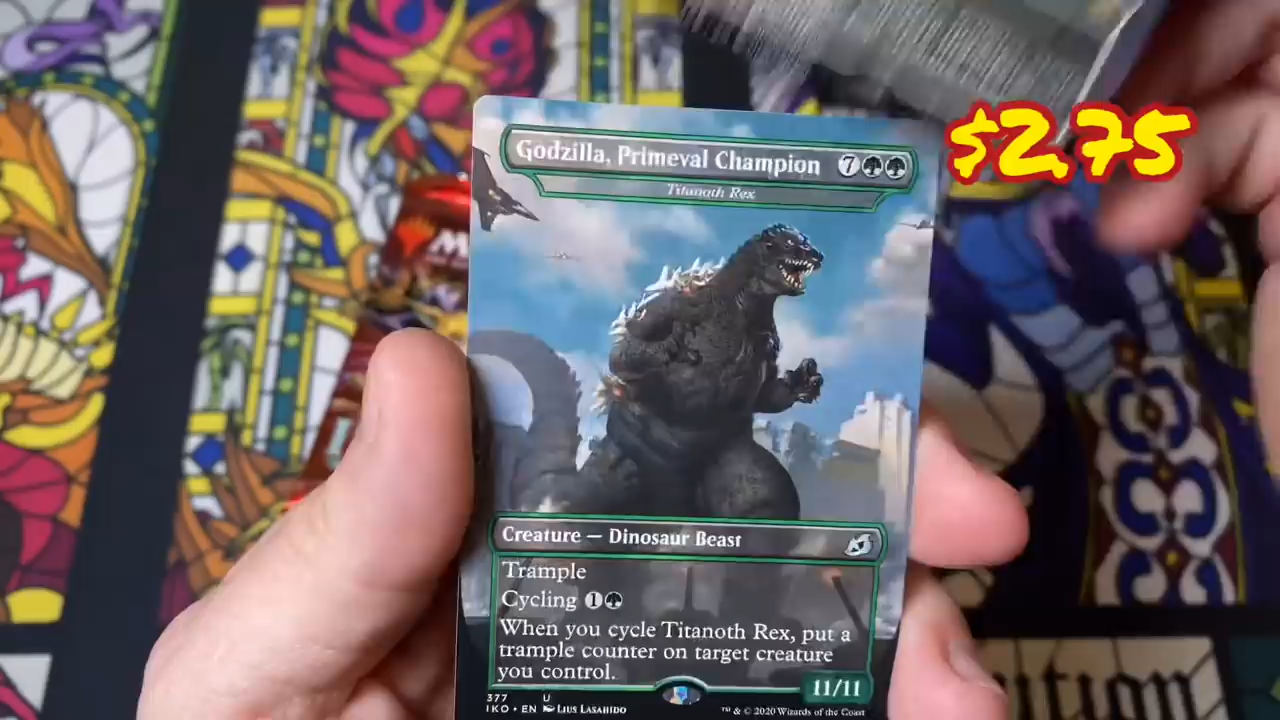 $2.75
Godzilla, Primeval Champion 7
Titanoth Rex
Creature — Dinosaur Beast
Trample
Cycling 1
When you cycle Titanoth Rex, put a
trample counter on target creature
you control.
11/11
377 U
IKO • EN Lius Lasahido
™ & © 2020 Wizards of the Coast